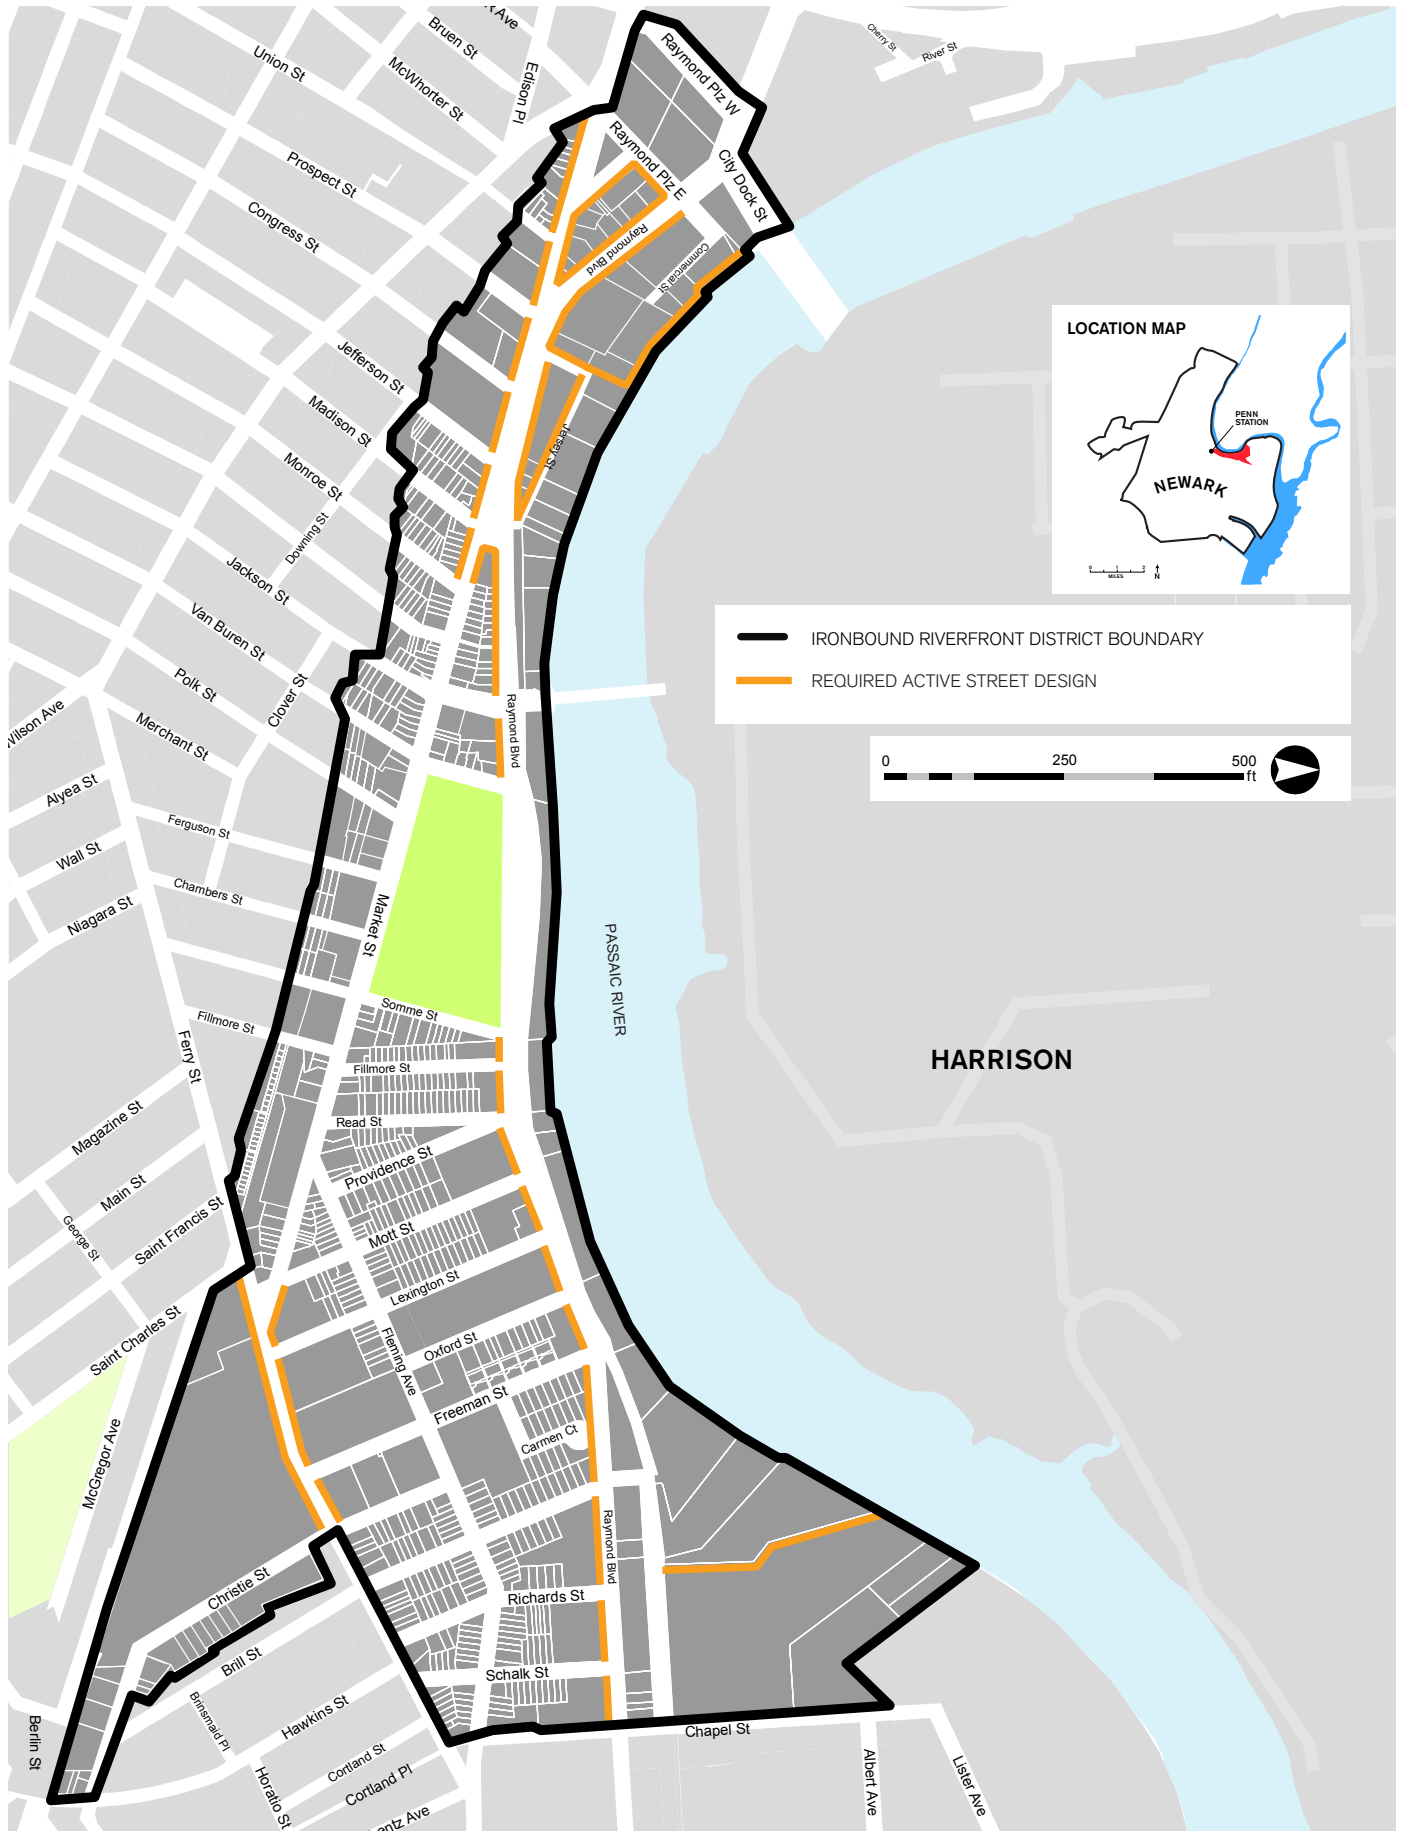 Bruen St
Union St
McWhorter St
Edison Pl
Raymond Plz W
Cherry St
River St
Prospect St
Raymond Plz E
City Dock St
Congress St
Raymond Blvd
Commercial St
LOCATION MAP
PENN
STATION
NEWARK
0 1 2
MILES
N
Jefferson St
Madison St
Jersey St
Monroe St
Downing St
Jackson St
Van Buren St
IRONBOUND RIVERFRONT DISTRICT BOUNDARY
REQUIRED ACTIVE STREET DESIGN
Polk St
Clover St
Raymond Blvd
Wilson Ave
Merchant St
0 250 500
ft
Alyea St
Ferguson St
Wall St
Chambers St
Niagara St
Market St
PASSAIC RIVER
Somme St
Fillmore St
Ferry St
Fillmore St
HARRISON
Magazine St
Read St
Providence St
Main St
Saint Francis St
George St
Mott St
Lexington St
Saint Charles St
Oxford St
Fleming Ave
Freeman St
McGregor Ave
Carmen Ct
Raymond Blvd
Christie St
Richards St
Brill St
Schalk St
Brinsmaid Pl
Hawkins St
Berlin St
Chapel St
Cortland St
Cortland Pl
Horatio St
Albert Ave
Lister Ave